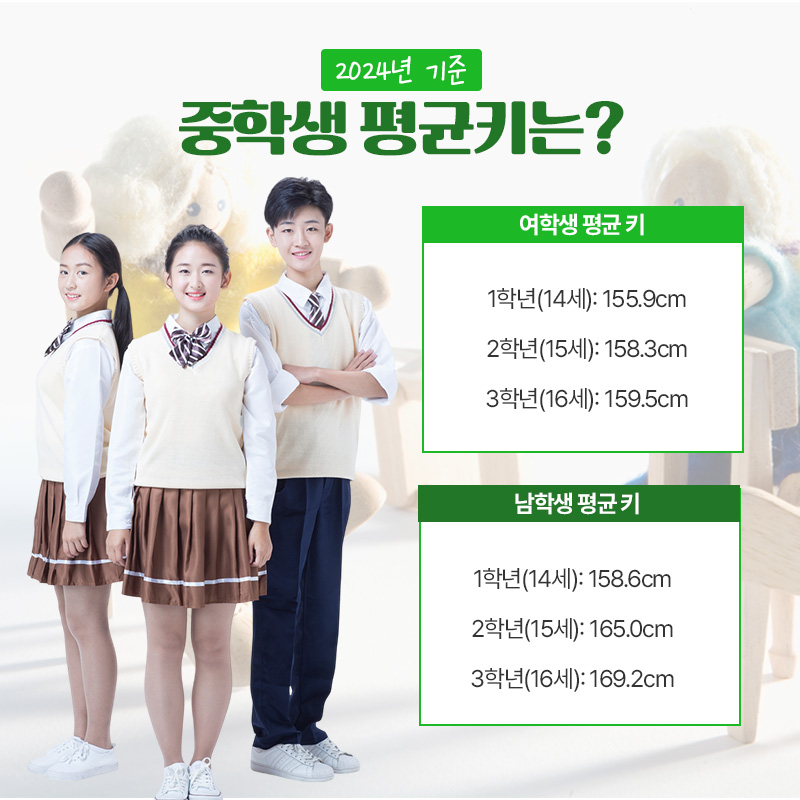 2024년 기준
중학생 평균키는?
여학생 평균 키
1학년(14세): 155.9cm
2학년(15세): 158.3cm
3학년(16세): 159.5cm
남학생 평균 키
1학년(14세): 158.6cm
2학년(15세): 165.0cm
3학년(16세): 169.2cm